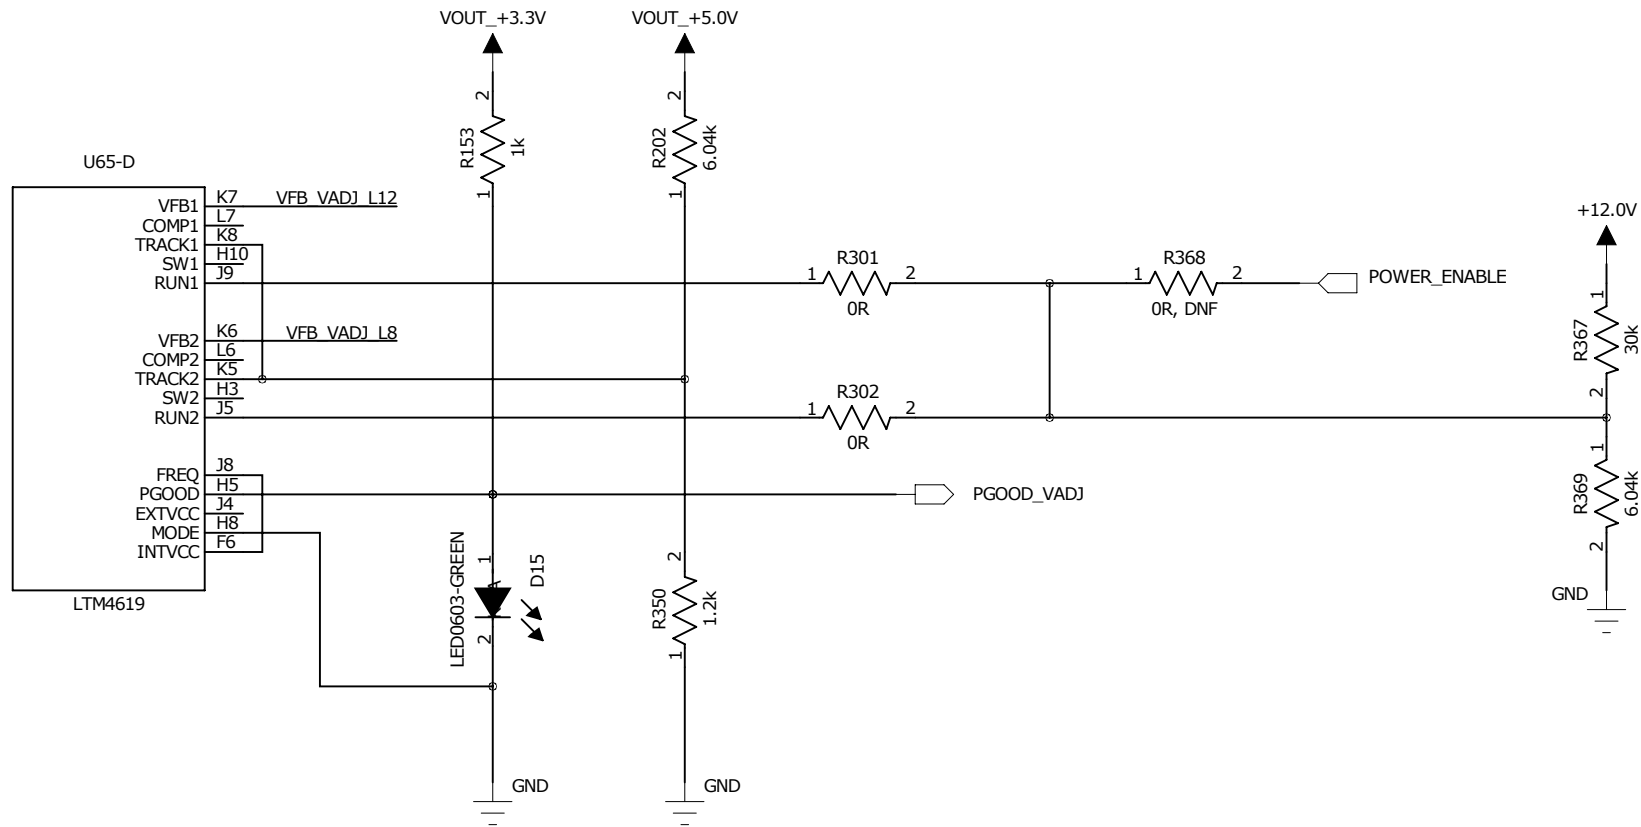 VOUT_+3.3V
VOUT_+5.0V
2
R153
1k
1
2
R202
6.04k
1
U65-D
VFB1
K7
VFB_VADJ_L12
COMP1
L7
TRACK1
K8
SW1
H10
RUN1
J9
VFB2
K6
VFB_VADJ_L8
COMP2
L6
TRACK2
K5
SW2
H3
RUN2
J5
FREQ
J8
PGOOD
H5
EXTVCC
J4
MODE
H8
INTVCC
F6
LTM4619
1
R301
2
0R
1
R368
2
0R, DNF
POWER_ENABLE
1
R302
2
0R
PGOOD_VADJ
+12.0V
1
R367
30k
2
1
R369
6.04k
2
GND
LED0603-GREEN
1
A
D15
2
GND
2
R350
1.2k
1
GND